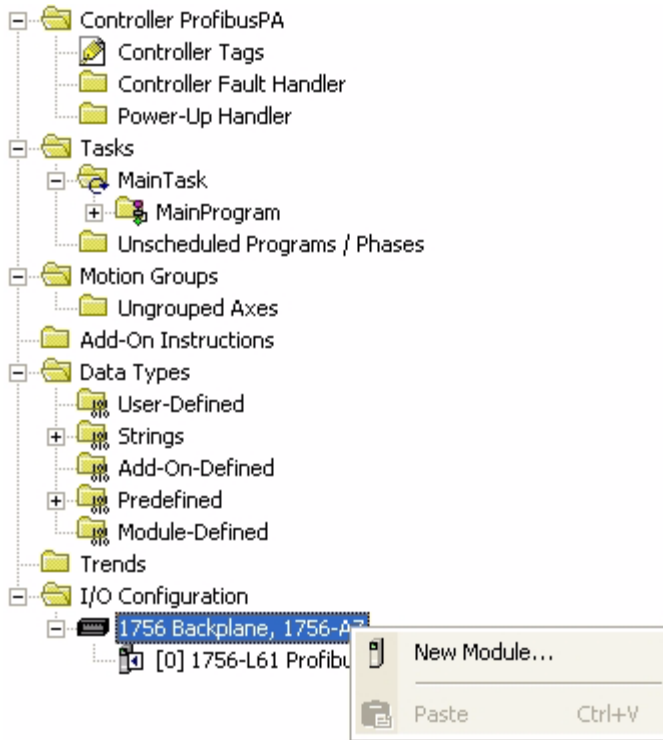 Controller ProfibusPA
Controller Tags
Controller Fault Handler
Power-Up Handler
Tasks
MainTask
MainProgram
Unscheduled Programs / Phases
Motion Groups
Ungrouped Axes
Add-On Instructions
Data Types
User-Defined
Strings
Add-On-Defined
Predefined
Module-Defined
Trends
I/O Configuration
1756 Backplane, 1756-A7
[0] 1756-L61 Profibu
New Module...
Paste Ctrl+V